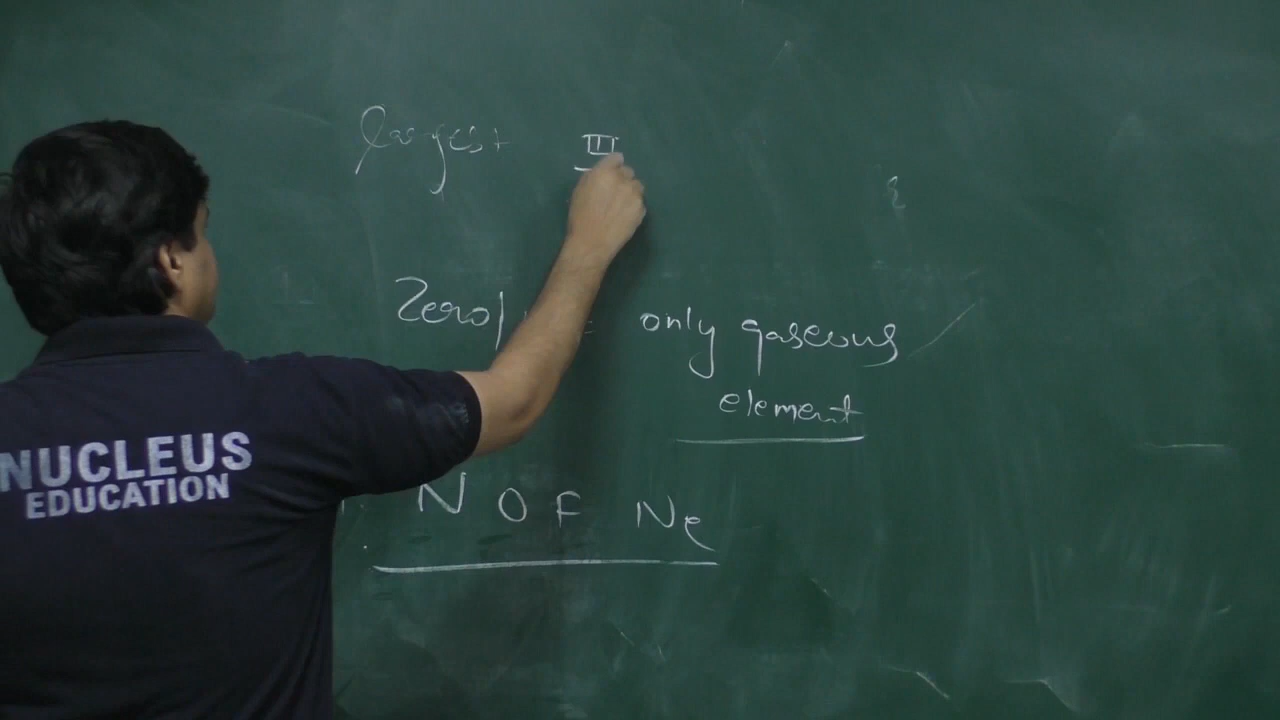 largest III
Zero/ only gaseous
element
N O F Ne
NUCLEUS
EDUCATION